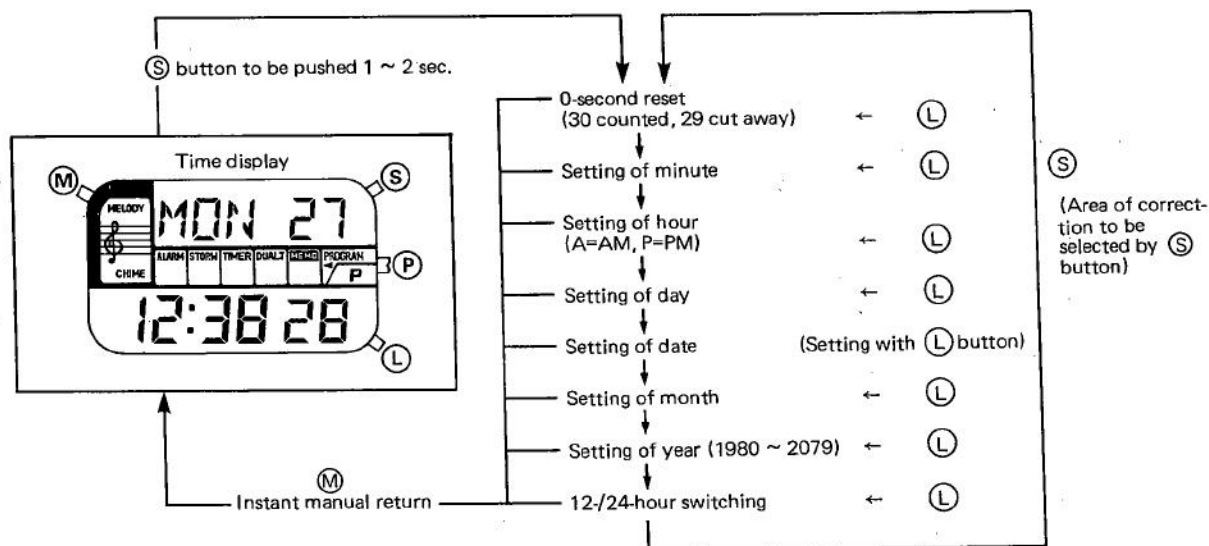 Ⓢ button to be pushed 1 ~ 2 sec.
Time display
Ⓜ
Ⓢ
MELODY
MON 27
ALARM STORW TIMER DUALT MEMO PROGRAN
P
Ⓟ
CHIME
12:38 28
Ⓛ
Ⓜ
Instant manual return
0-second reset
(30 counted, 29 cut away) ← Ⓛ
Setting of minute ← Ⓛ
Setting of hour
(A=AM, P=PM) ← Ⓛ
Setting of day ← Ⓛ
Setting of date (Setting with Ⓛ button)
Setting of month ← Ⓛ
Setting of year (1980 ~ 2079) ← Ⓛ
12-/24-hour switching ← Ⓛ
Ⓢ
(Area of correct-
tion to be
selected by Ⓢ
button)